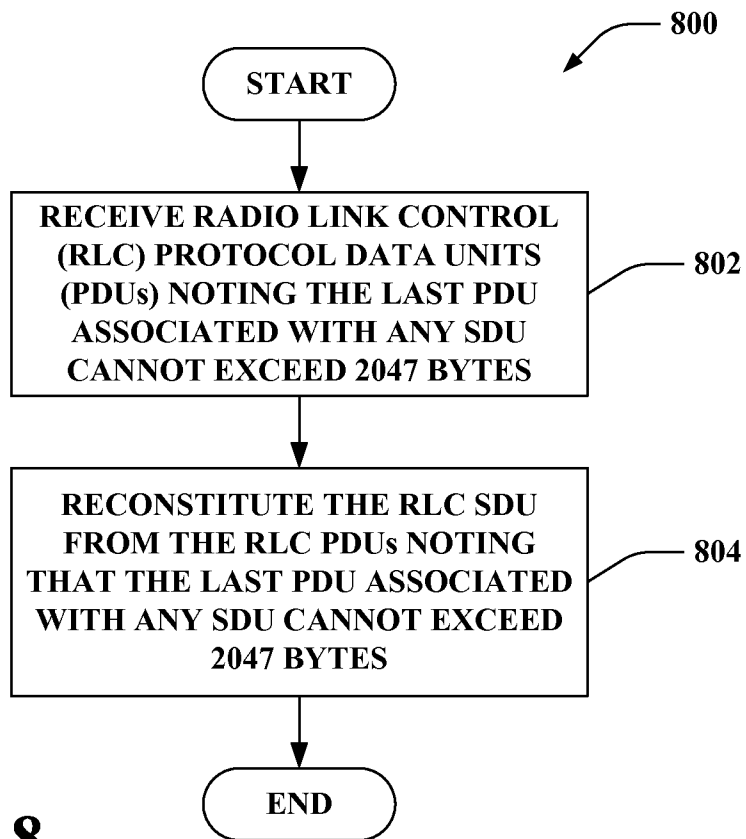 800
START
RECEIVE RADIO LINK CONTROL
(RLC) PROTOCOL DATA UNITS
(PDUs) NOTING THE LAST PDU
ASSOCIATED WITH ANY SDU
CANNOT EXCEED 2047 BYTES
802
RECONSTITUTE THE RLC SDU
FROM THE RLC PDUs NOTING
THAT THE LAST PDU ASSOCIATED
WITH ANY SDU CANNOT EXCEED
2047 BYTES
804
END
8